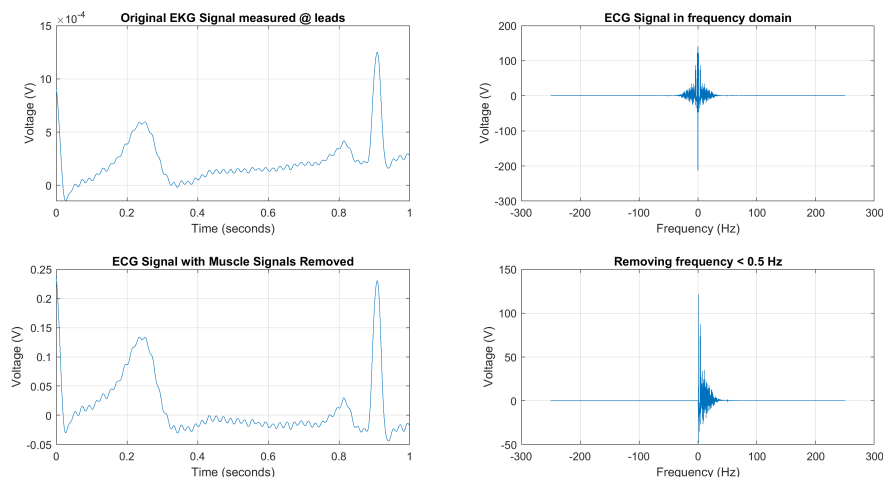 Original EKG Signal measured @ leads
×10⁻⁴
15
10
5
0
Voltage (V)
0 0.2 0.4 0.6 0.8 1
Time (seconds)
ECG Signal in frequency domain
200
100
0
-100
-200
-300
Voltage (V)
-300 -200 -100 0 100 200 300
Frequency (Hz)
ECG Signal with Muscle Signals Removed
0.25
0.2
0.15
0.1
0.05
0
-0.05
Voltage (V)
0 0.2 0.4 0.6 0.8 1
Time (seconds)
Removing frequency < 0.5 Hz
150
100
50
0
50
Voltage (V)
-300 -200 -100 0 100 200 300
Frequency (Hz)